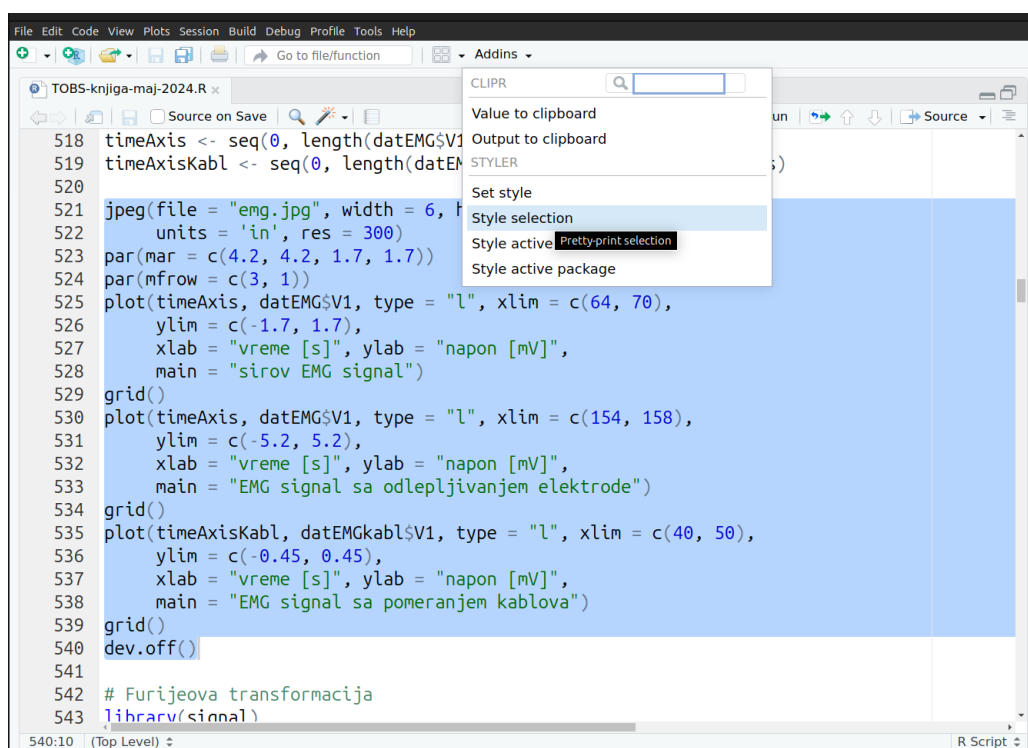 File Edit Code View Plots Session Build Debug Profile Tools Help
Go to file/function Addins
TOBS-knjiga-maj-2024.R
CLIPR
Source on Save
Value to clipboard
un Source
518 timeAxis <- seq(0, length(datEMG$V1
Output to clipboard
519 timeAxisKabl <- seq(0, length(datEM
STYLER
s)
520
Set style
521 jpeg(file = "emg.jpg", width = 6, h
Style selection
522 units = 'in', res = 300)
Style active
Pretty-print selection
523 par(mar = c(4.2, 4.2, 1.7, 1.7))
Style active package
524 par(mfrow = c(3, 1))
525 plot(timeAxis, datEMG$V1, type = "l", xlim = c(64, 70),
526 ylim = c(-1.7, 1.7),
527 xlab = "vreme [s]", ylab = "napon [mV]",
528 main = "sirov EMG signal")
529 grid()
530 plot(timeAxis, datEMG$V1, type = "l", xlim = c(154, 158),
531 ylim = c(-5.2, 5.2),
532 xlab = "vreme [s]", ylab = "napon [mV]",
533 main = "EMG signal sa odlepljivanjem elektrode")
534 grid()
535 plot(timeAxisKabl, datEMGkabl$V1, type = "l", xlim = c(40, 50),
536 ylim = c(-0.45, 0.45),
537 xlab = "vreme [s]", ylab = "napon [mV]",
538 main = "EMG signal sa pomeranjem kablova")
539 grid()
540 dev.off()
541
542 # Furijeova transformacija
543 library(signal)
540:10 (Top Level) R Script